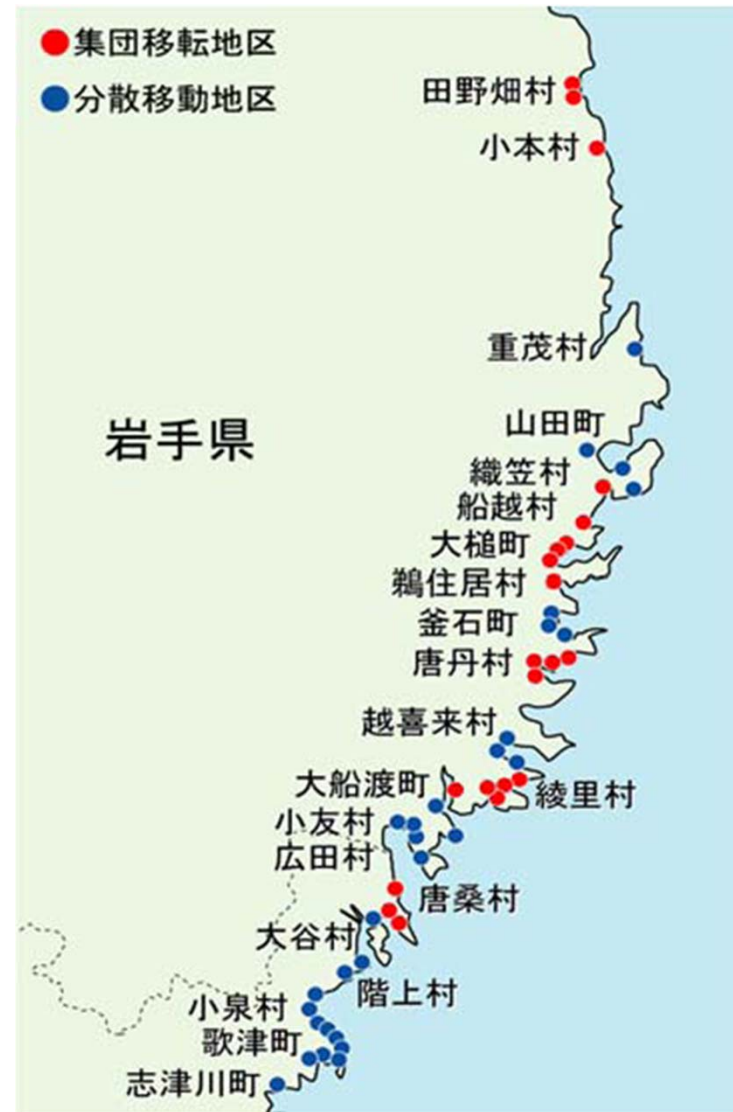 集団移転地区
分散移動地区
田野畑村
小本村
重茂村
山田町
岩手県
織笠村
船越村
大槌町
鵜住居村
釜石町
唐丹村
越喜来村
大船渡町
綾里村
小友村
広田村
唐桑村
大谷村
階上村
小泉村
歌津町
志津川町